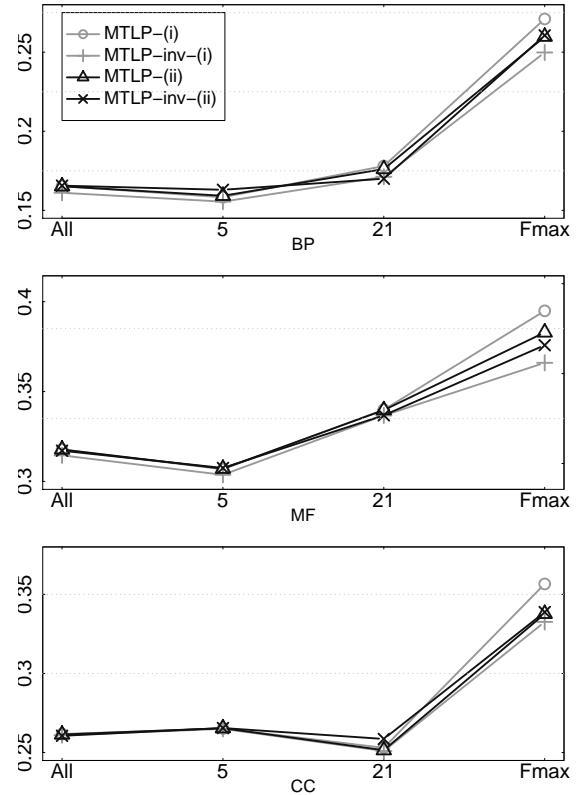 MTLP-(i)
MTLP-inv-(i)
MTLP-(ii)
MTLP-inv-(ii)
0.25
0.2
0.15
All 5 21 Fmax
BP
0.4
0.35
0.3
All 5 21 Fmax
MF
0.35
0.3
0.25
All 5 21 Fmax
CC